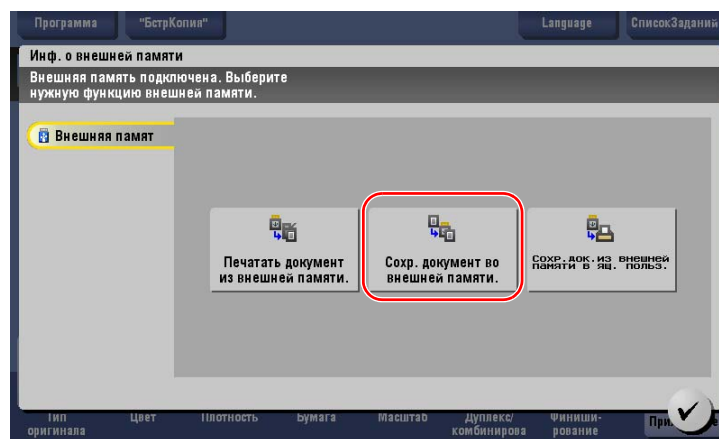 Программа
"БстрКопия"
Language
СписокЗаданий
Инф. о внешней памяти
Внешняя память подключена. Выберите
нужную функцию внешней памяти.
Внешняя памят
Печатать документ
из внешней памяти.
Сохр. документ во
внешней памяти.
Сохр.док.из внешней
памяти в ящ. польз.
Тип
оригинала
Цвет
Плотность
Бумага
Масштаб
Дуплекс/
комбинирова
Финиши-
рование